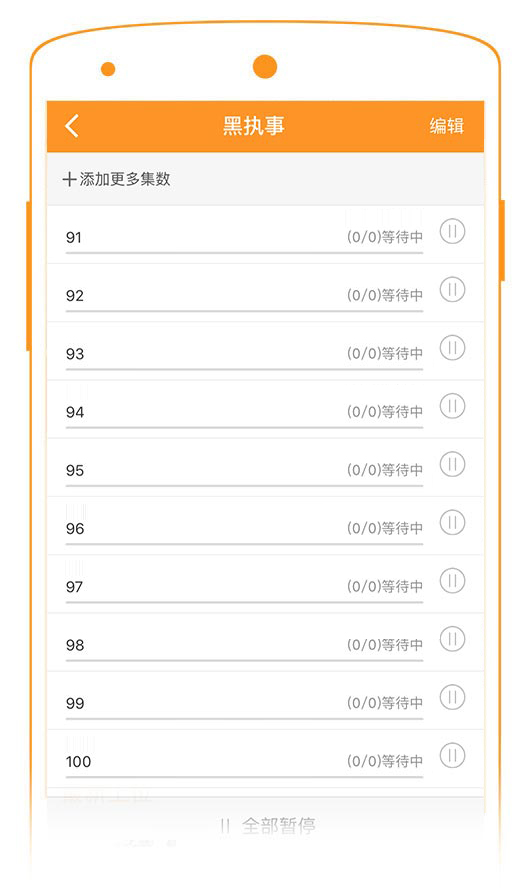 黑执事 编辑
添加更多集数
91 (0/0)等待中
92 (0/0)等待中
93 (0/0)等待中
94 (0/0)等待中
95 (0/0)等待中
96 (0/0)等待中
97 (0/0)等待中
98 (0/0)等待中
99 (0/0)等待中
100 (0/0)等待中
全部暂停